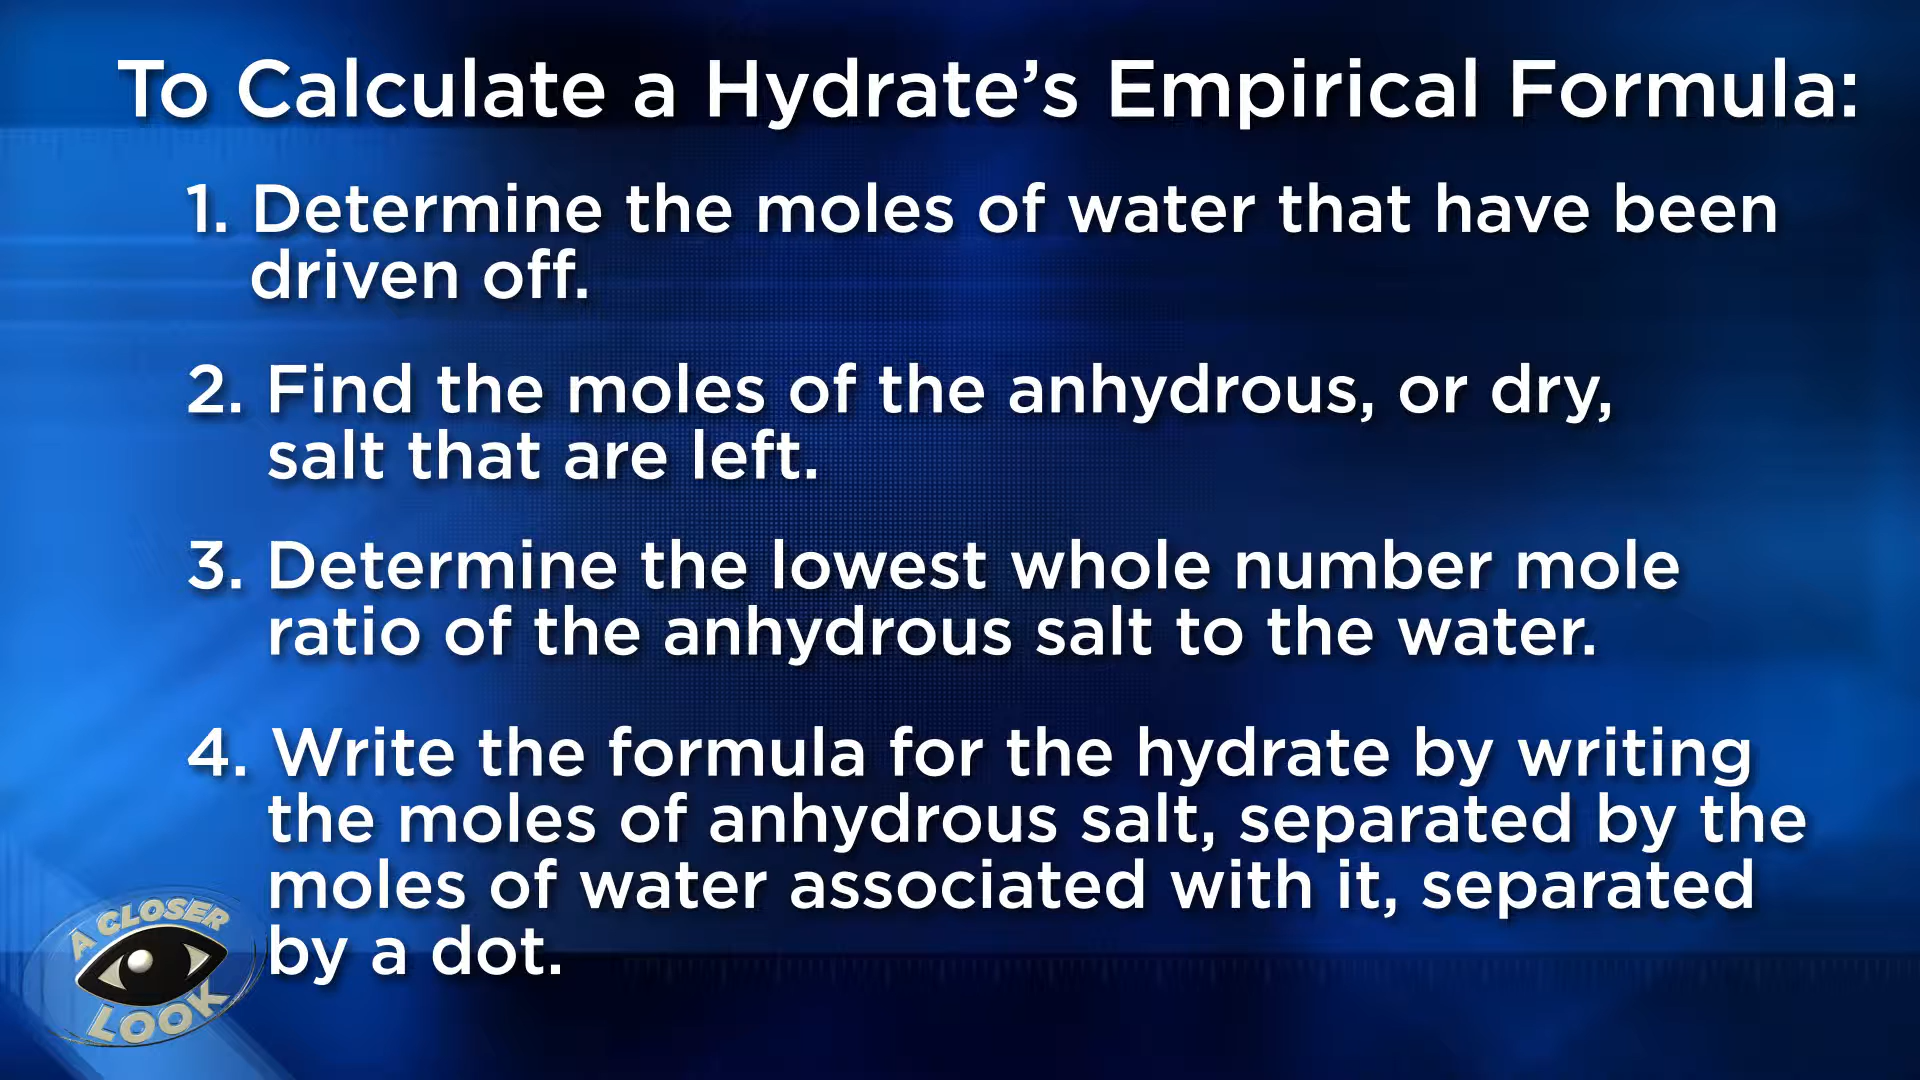 To Calculate a Hydrate’s Empirical Formula:
1. Determine the moles of water that have been
driven off.
2. Find the moles of the anhydrous, or dry,
salt that are left.
3. Determine the lowest whole number mole
ratio of the anhydrous salt to the water.
4. Write the formula for the hydrate by writing
the moles of anhydrous salt, separated by the
moles of water associated with it, separated
by a dot.
A CLOSER
LOOK